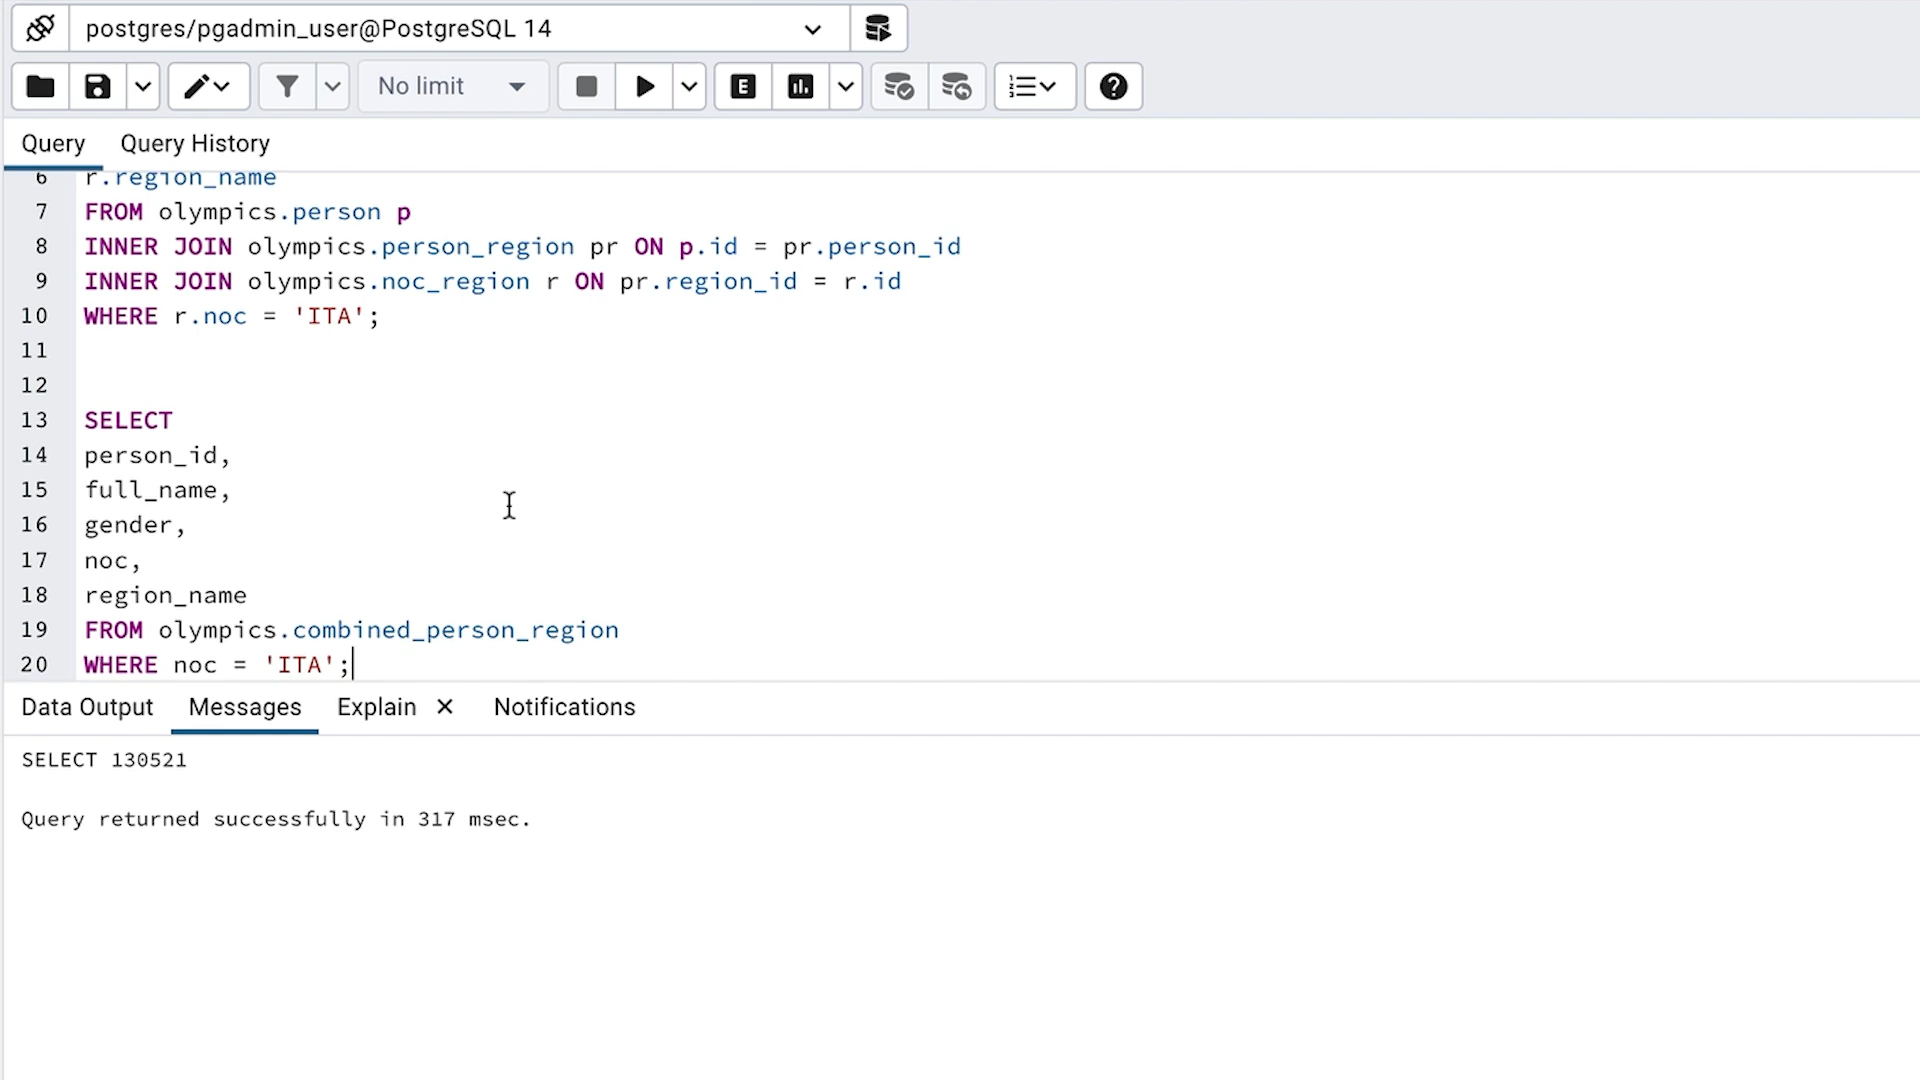 postgres/pgadmin_user@PostgreSQL 14
No limit
E
?
Query
Query History
6 r.region_name
7 FROM olympics.person p
8 INNER JOIN olympics.person_region pr ON p.id = pr.person_id
9 INNER JOIN olympics.noc_region r ON pr.region_id = r.id
10 WHERE r.noc = 'ITA';
11
12
13 SELECT
14 person_id,
15 full_name,
16 gender,
17 noc,
18 region_name
19 FROM olympics.combined_person_region
20 WHERE noc = 'ITA';
Data Output
Messages
Explain ✕
Notifications
SELECT 130521
Query returned successfully in 317 msec.